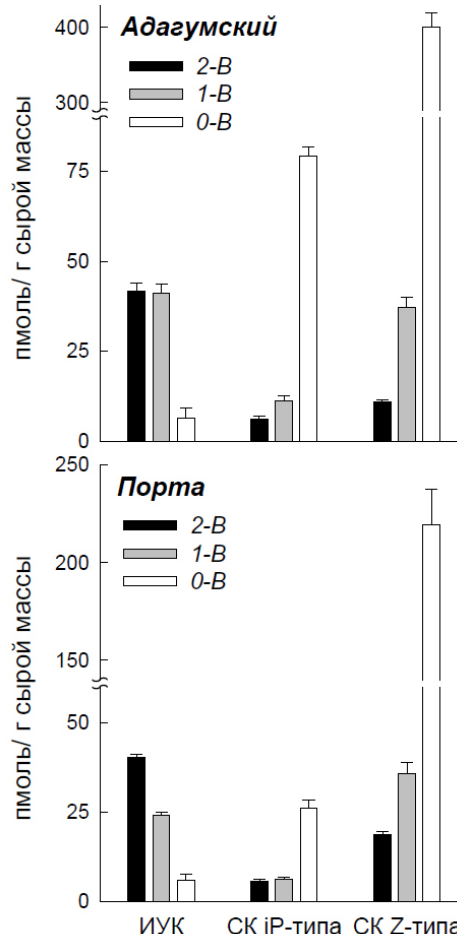 Адагумский
2-В
1-В
0-В
400
300
75
50
25
0
пмоль/ г сырой массы
Порта
2-В
1-В
0-В
250
200
150
50
25
0
пмоль/ г сырой массы
ИУК СК iP-типа СК Z-типа